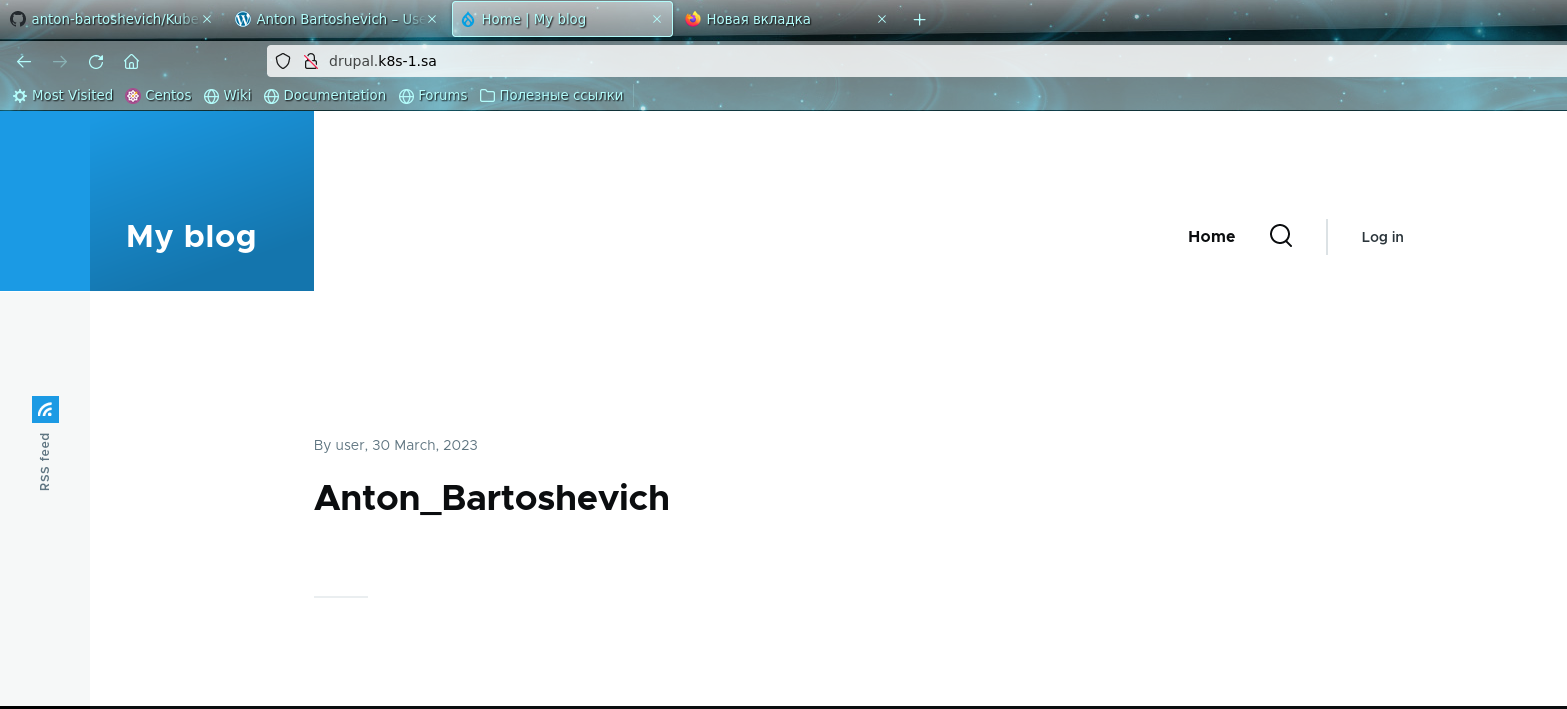 anton-bartoshevich/Kube
Anton Bartoshevich – Use
Home | My blog
Новая вкладка
drupal.k8s-1.sa
Most Visited
Centos
Wiki
Documentation
Forums
Полезные ссылки
My blog
Home
Log in
RSS feed
By user, 30 March, 2023
Anton_Bartoshevich